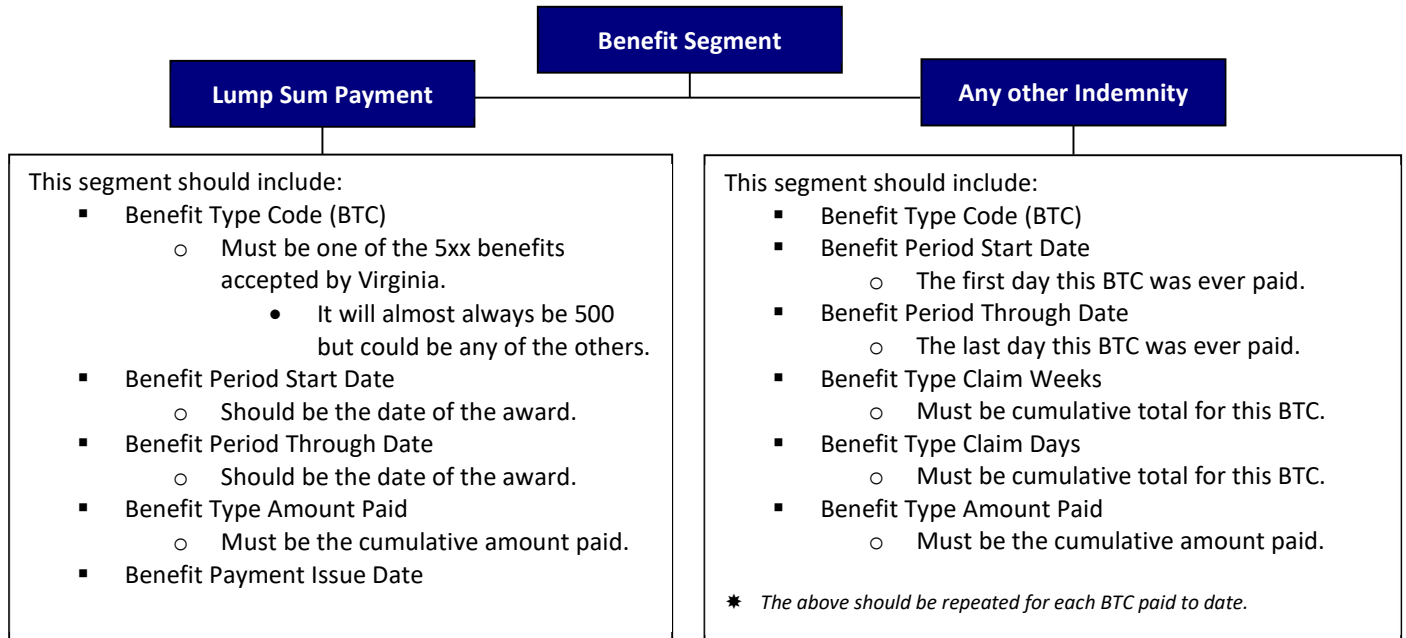 Benefit Segment
Lump Sum Payment
Any other Indemnity
This segment should include:
▪ Benefit Type Code (BTC)
o Must be one of the 5xx benefits
accepted by Virginia.
• It will almost always be 500
but could be any of the others.
▪ Benefit Period Start Date
o Should be the date of the award.
▪ Benefit Period Through Date
o Should be the date of the award.
▪ Benefit Type Amount Paid
o Must be the cumulative amount paid.
▪ Benefit Payment Issue Date
This segment should include:
▪ Benefit Type Code (BTC)
▪ Benefit Period Start Date
o The first day this BTC was ever paid.
▪ Benefit Period Through Date
o The last day this BTC was ever paid.
▪ Benefit Type Claim Weeks
o Must be cumulative total for this BTC.
▪ Benefit Type Claim Days
o Must be cumulative total for this BTC.
▪ Benefit Type Amount Paid
o Must be the cumulative amount paid.
✷ The above should be repeated for each BTC paid to date.